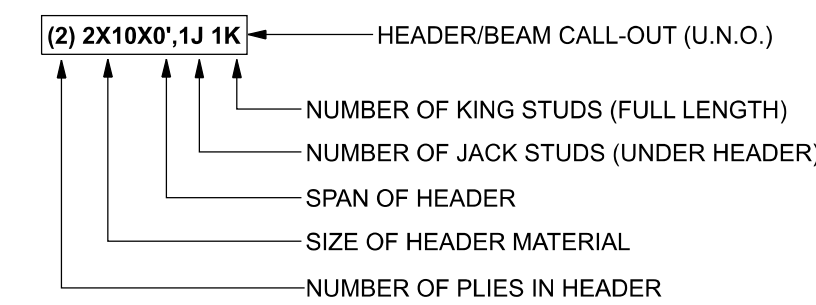 (2) 2X10X0',1J 1K HEADER/BEAM CALL-OUT (U.N.O.)
NUMBER OF KING STUDS (FULL LENGTH)
NUMBER OF JACK STUDS (UNDER HEADER)
SPAN OF HEADER
SIZE OF HEADER MATERIAL
NUMBER OF PLIES IN HEADER